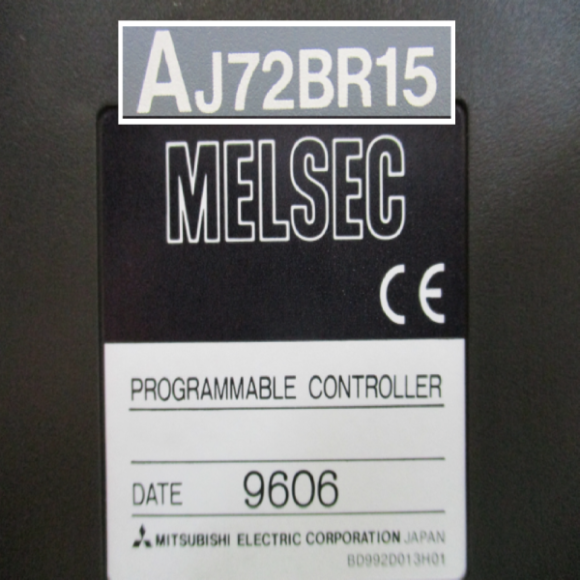 AJ72BR15
MELSEC
CE
PROGRAMMABLE CONTROLLER
DATE 9606
MITSUBISHI ELECTRIC CORPORATION JAPAN
BD992D013H01